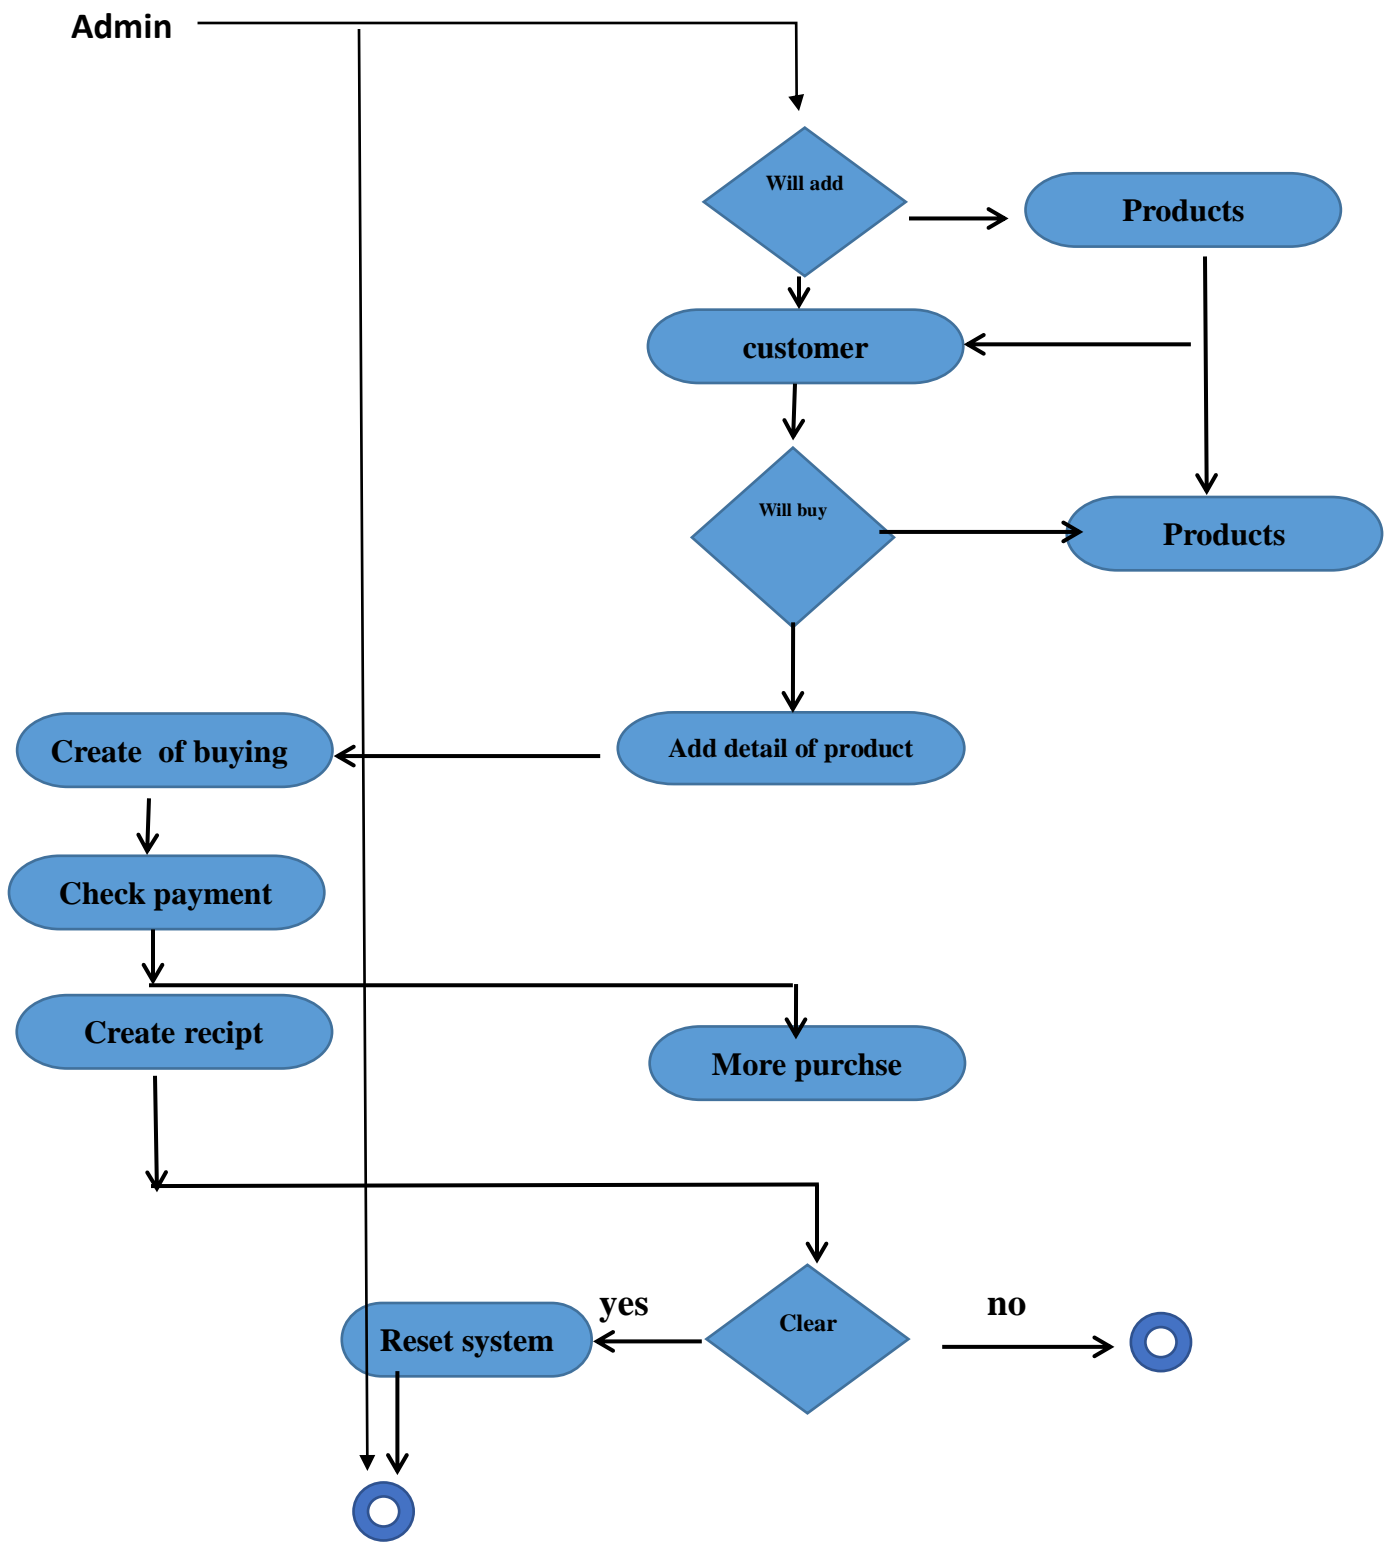 Admin
Will add
Products
customer
Will buy
Products
Create  of buying
Add detail of product
Check payment
Create recipt
More purchse
yes
no
Clear
Reset system